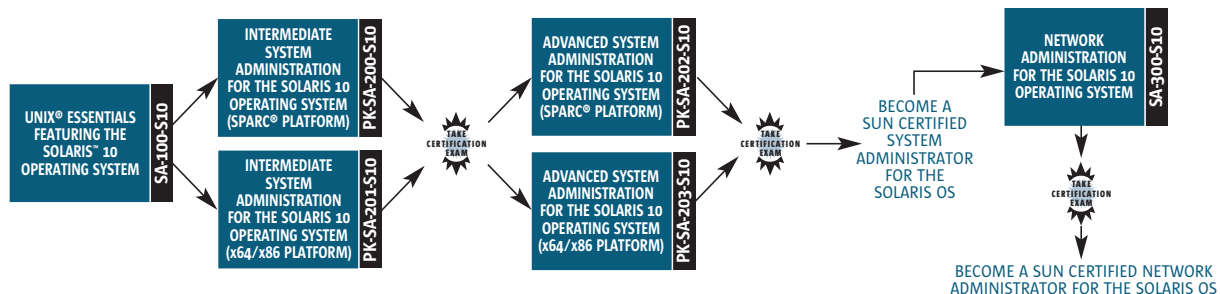 UNIX® ESSENTIALS
FEATURING THE
SOLARIS™ 10
OPERATING SYSTEM
SA-100-S10
INTERMEDIATE
SYSTEM
ADMINISTRATION
FOR THE SOLARIS 10
OPERATING SYSTEM
(SPARC® PLATFORM)
PK-SA-200-S10
INTERMEDIATE
SYSTEM
ADMINISTRATION
FOR THE SOLARIS 10
OPERATING SYSTEM
(x64/x86 PLATFORM)
PK-SA-201-S10
TAKE
CERTIFICATION
EXAM
ADVANCED SYSTEM
ADMINISTRATION
FOR THE SOLARIS 10
OPERATING SYSTEM
(SPARC® PLATFORM)
PK-SA-202-S10
ADVANCED SYSTEM
ADMINISTRATION
FOR THE SOLARIS 10
OPERATING SYSTEM
(x64/x86 PLATFORM)
PK-SA-203-S10
TAKE
CERTIFICATION
EXAM
BECOME A
SUN CERTIFIED
SYSTEM
ADMINISTRATOR
FOR THE
SOLARIS OS
NETWORK
ADMINISTRATION
FOR THE SOLARIS 10
OPERATING SYSTEM
SA-300-S10
TAKE
CERTIFICATION
EXAM
BECOME A SUN CERTIFIED NETWORK
ADMINISTRATOR FOR THE SOLARIS OS